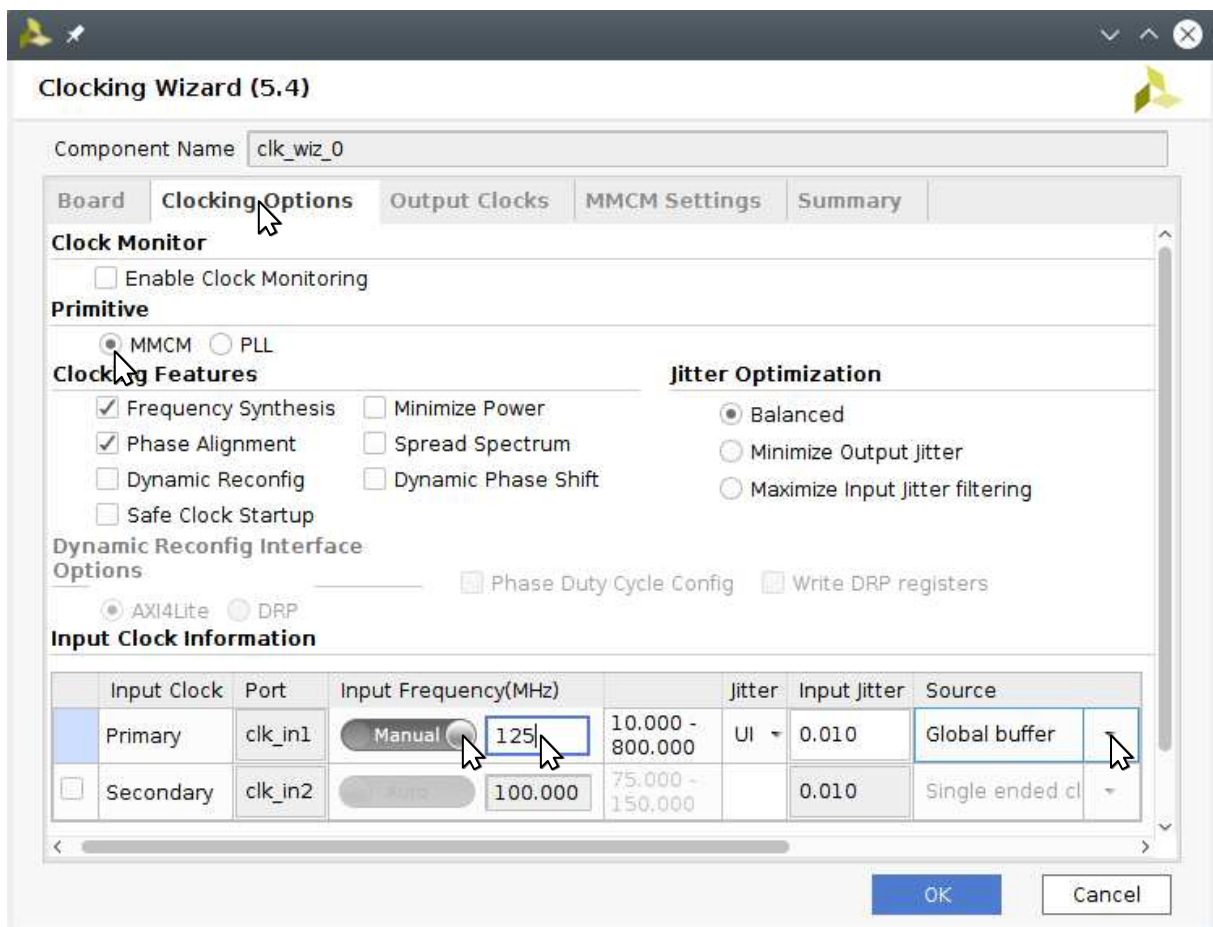 Clocking Wizard (5.4)
Component Name clk_wiz_0
Board Clocking Options Output Clocks MMCM Settings Summary
Clock Monitor
Enable Clock Monitoring
Primitive
MMCM PLL
Clocking Features Jitter Optimization
Frequency Synthesis Minimize Power Balanced
Phase Alignment Spread Spectrum Minimize Output Jitter
Dynamic Reconfig Dynamic Phase Shift Maximize Input Jitter filtering
Safe Clock Startup
Dynamic Reconfig Interface
Options Phase Duty Cycle Config Write DRP registers
AXI4Lite DRP
Input Clock Information
Input Clock Port Input Frequency(MHz) Jitter Input Jitter Source
Primary clk_in1 Manual 125 10.000 - 800.000 UI 0.010 Global buffer
Secondary clk_in2 Auto 100.000 75.000 - 150.000 0.010 Single ended cl
OK Cancel